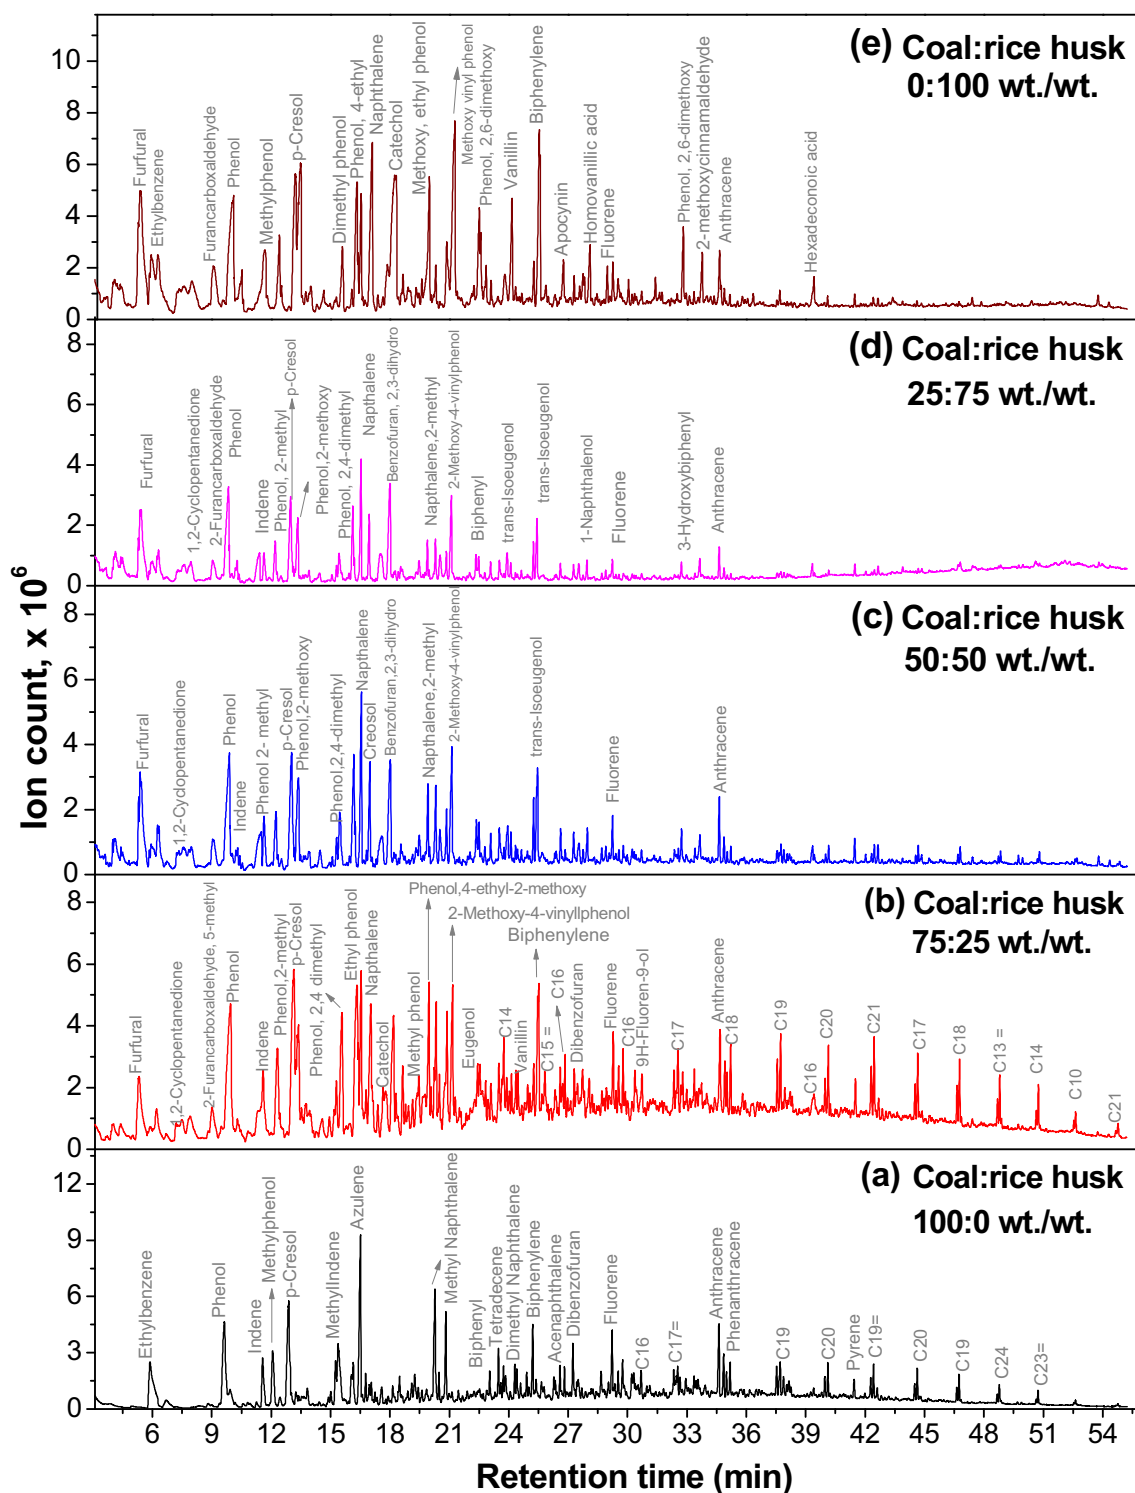 Ion count, x 10^6
(e) Coal:rice husk
0:100 wt./wt.
10
8
6
4
2
0
Furfural
Ethylbenzene
Furancarboxaldehyde
Phenol
Methylphenol
p-Cresol
Dimethyl phenol
Phenol, 4-ethyl
Naphthalene
Catechol
Methoxy, ethyl phenol
Methoxy vinyl phenol
Phenol, 2,6-dimethoxy
Vanillin
Biphenylene
Apocynin
Homovanillic acid
Fluorene
Phenol, 2,6-dimethoxy
2-methoxycinnamaldehyde
Anthracene
Hexadeconoic acid
(d) Coal:rice husk
25:75 wt./wt.
8
6
4
2
0
Furfural
1,2-Cyclopentanedione
2-Furancarboxaldehyde
Phenol
Indene
Phenol, 2-methyl
p-Cresol
Phenol,2-methoxy
Phenol, 2,4-dimethyl
Napthalene
Benzofuran, 2,3-dihydro
Napthalene,2-methyl
2-Methoxy-4-vinylphenol
Biphenyl
trans-Isoeugenol
trans-Isoeugenol
1-Naphthalenol
Fluorene
3-Hydroxybiphenyl
Anthracene
(c) Coal:rice husk
50:50 wt./wt.
8
6
4
2
0
Furfural
1,2-Cyclopentanedione
Phenol
Indene
Phenol 2- methyl
p-Cresol
Phenol,2-methoxy
Phenol,2,4-dimethyl
Napthalene
Creosol
Benzofuran,2,3-dihydro
Napthalene,2-methyl
2-Methoxy-4-vinylphenol
trans-Isoeugenol
Fluorene
Anthracene
(b) Coal:rice husk
75:25 wt./wt.
8
6
4
2
0
Furfural
1,2-Cyclopentanedione
2-Furancarboxaldehyde, 5-methyl
Phenol
Indene
Phenol,2-methyl
p-Cresol
Phenol, 2,4 dimethyl
Ethyl phenol
Napthalene
Catechol
Methyl phenol
Phenol,4-ethyl-2-methoxy
2-Methoxy-4-vinyllphenol
Biphenylene
Eugenol
C14
Vanillin
C15 =
C16
Dibenzofuran
Fluorene
C16
9H-Fluoren-9-ol
C17
Anthracene
C18
C19
C16
C20
C21
C17
C18
C13 =
C14
C10
C21
(a) Coal:rice husk
100:0 wt./wt.
12
9
6
3
0
Ethylbenzene
Phenol
Indene
Methylphenol
p-Cresol
MethylIndene
Azulene
Methyl Naphthalene
Biphenyl
Tetradecene
Dimethyl Naphthalene
Biphenylene
Acenaphthalene
Dibenzofuran
Fluorene
C16
C17=
Anthracene
Phenanthracene
C19
C20
Pyrene
C19=
C20
C19
C24
C23=
6 9 12 15 18 21 24 27 30 33 36 39 42 45 48 51 54
Retention time (min)